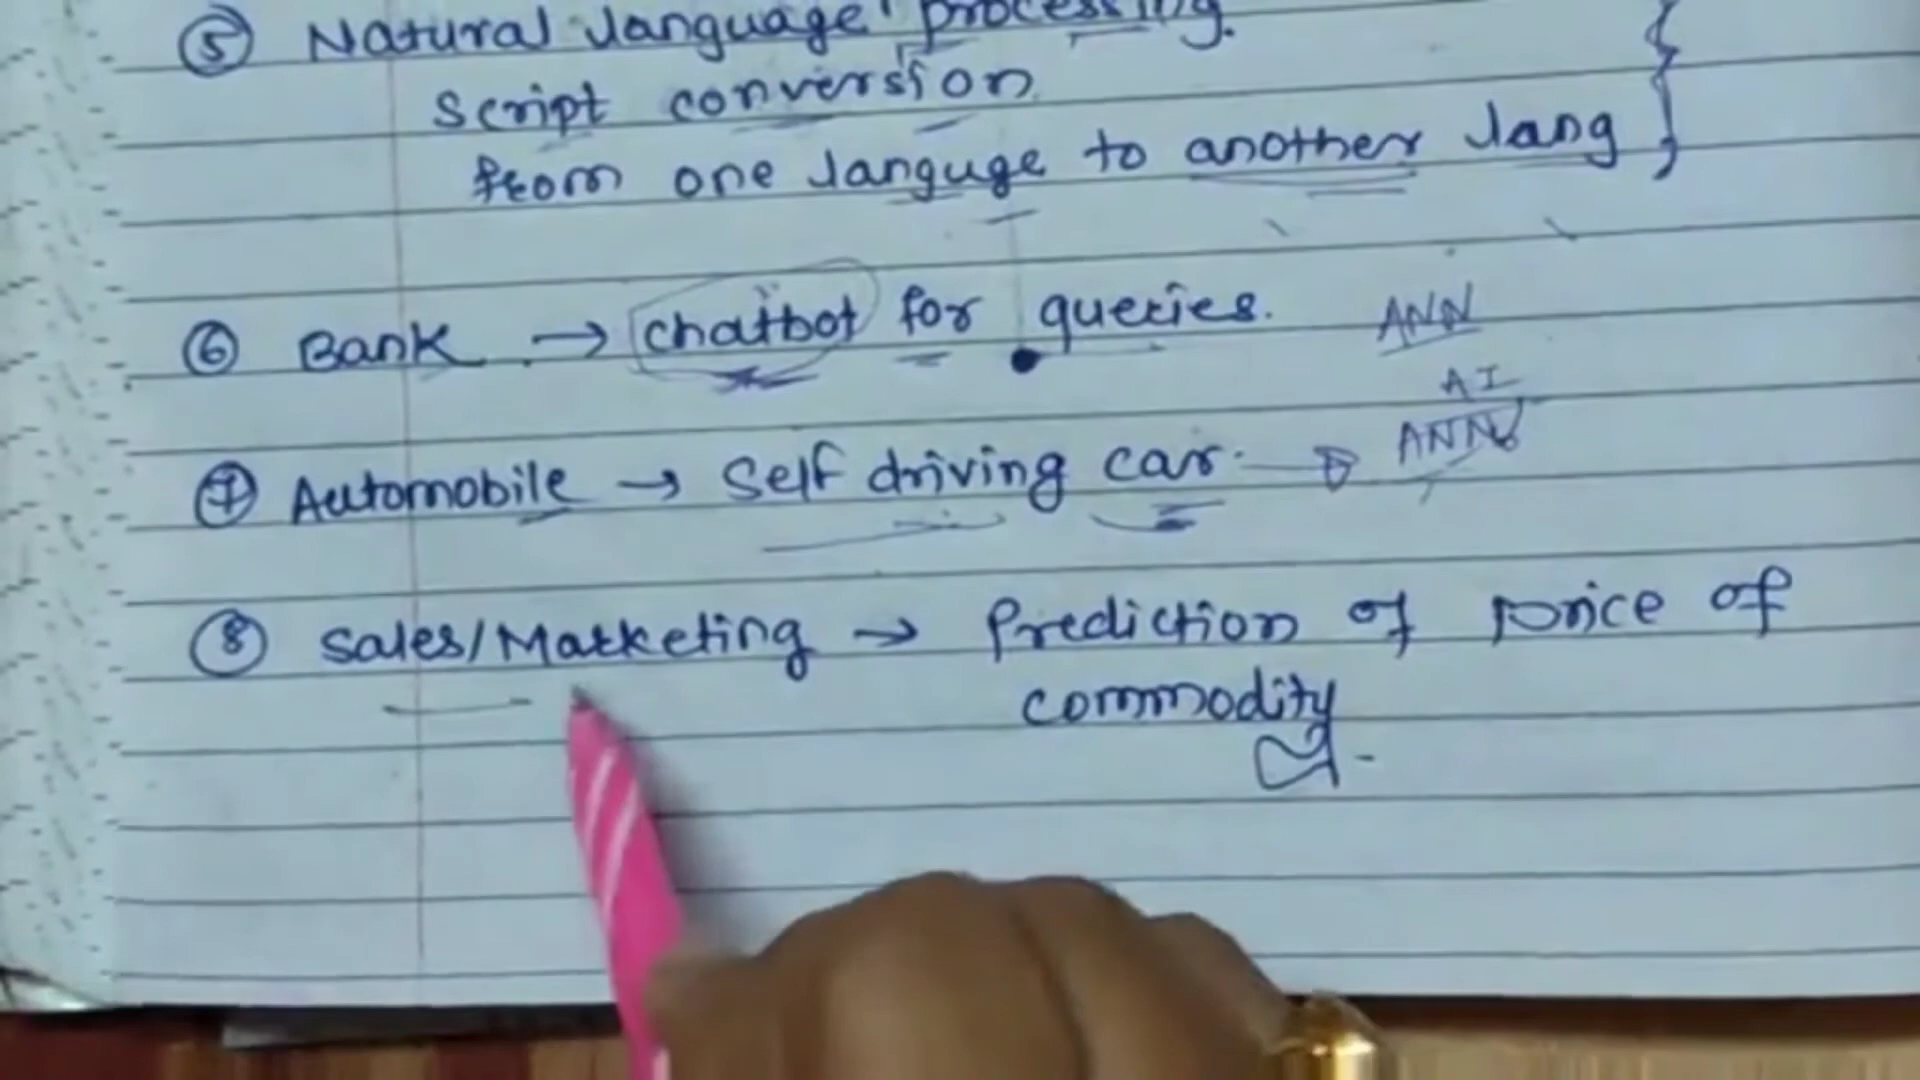 ⑤ Natural language processing.
script conversion
from one languge to another lang }
⑥ Bank → chatbot for queries. ANN
AI
⑦ Automobile → Self driving car. → ANN
⑧ Sales/Marketing → Prediction of price of
commodity